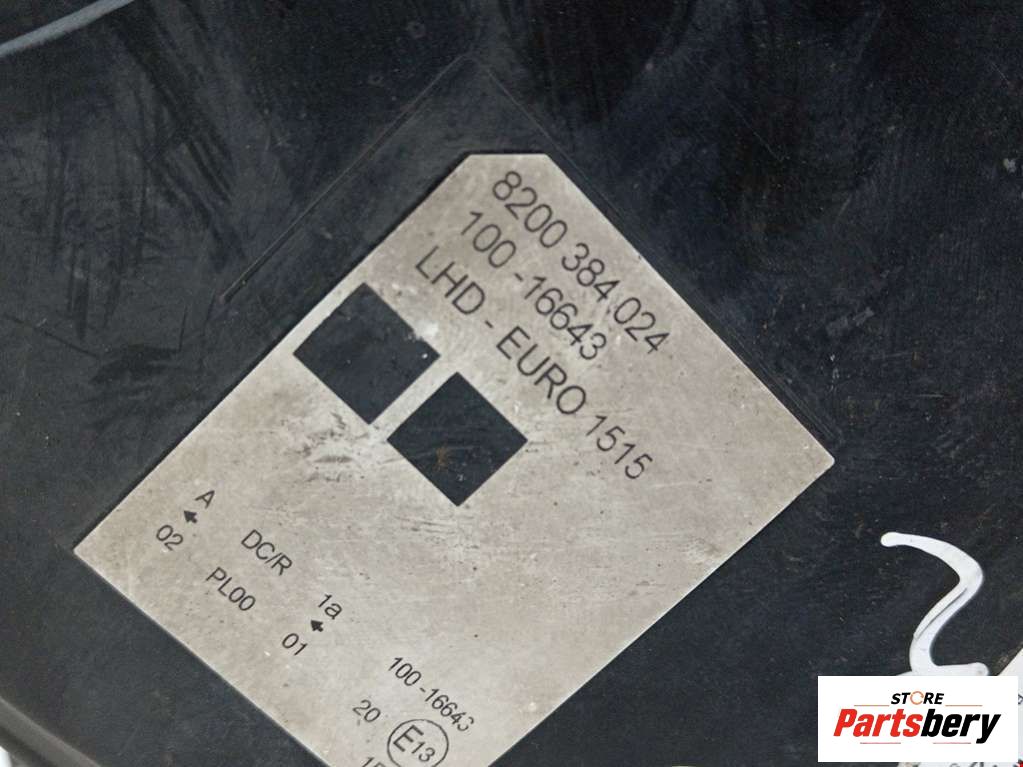 8200 384 024
100 -16643
LHD - EURO 1515
A DC/R 1a 100 -16643
02 PL00 01 20 E13
STORE
Partsbery